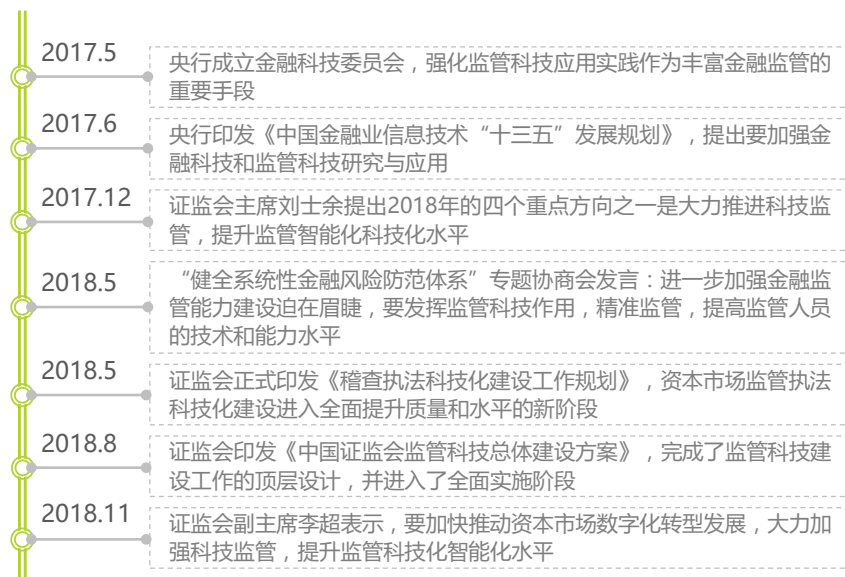 2017.5
央行成立金融科技委员会，强化监管科技应用实践作为丰富金融监管的
重要手段
2017.6
央行印发《中国金融业信息技术“十三五”发展规划》，提出要加强金
融科技和监管科技研究与应用
2017.12
证监会主席刘士余提出2018年的四个重点方向之一是大力推进科技监
管，提升监管智能化科技化水平
2018.5
“健全系统性金融风险防范体系”专题协商会发言：进一步加强金融监
管能力建设迫在眉睫，要发挥监管科技作用，精准监管，提高监管人员
的技术和能力水平
2018.5
证监会正式印发《稽查执法科技化建设工作规划》，资本市场监管执法
科技化建设进入全面提升质量和水平的新阶段
2018.8
证监会印发《中国证监会监管科技总体建设方案》，完成了监管科技建
设工作的顶层设计，并进入了全面实施阶段
2018.11
证监会副主席李超表示，要加快推动资本市场数字化转型发展，大力加
强科技监管，提升监管科技化智能化水平